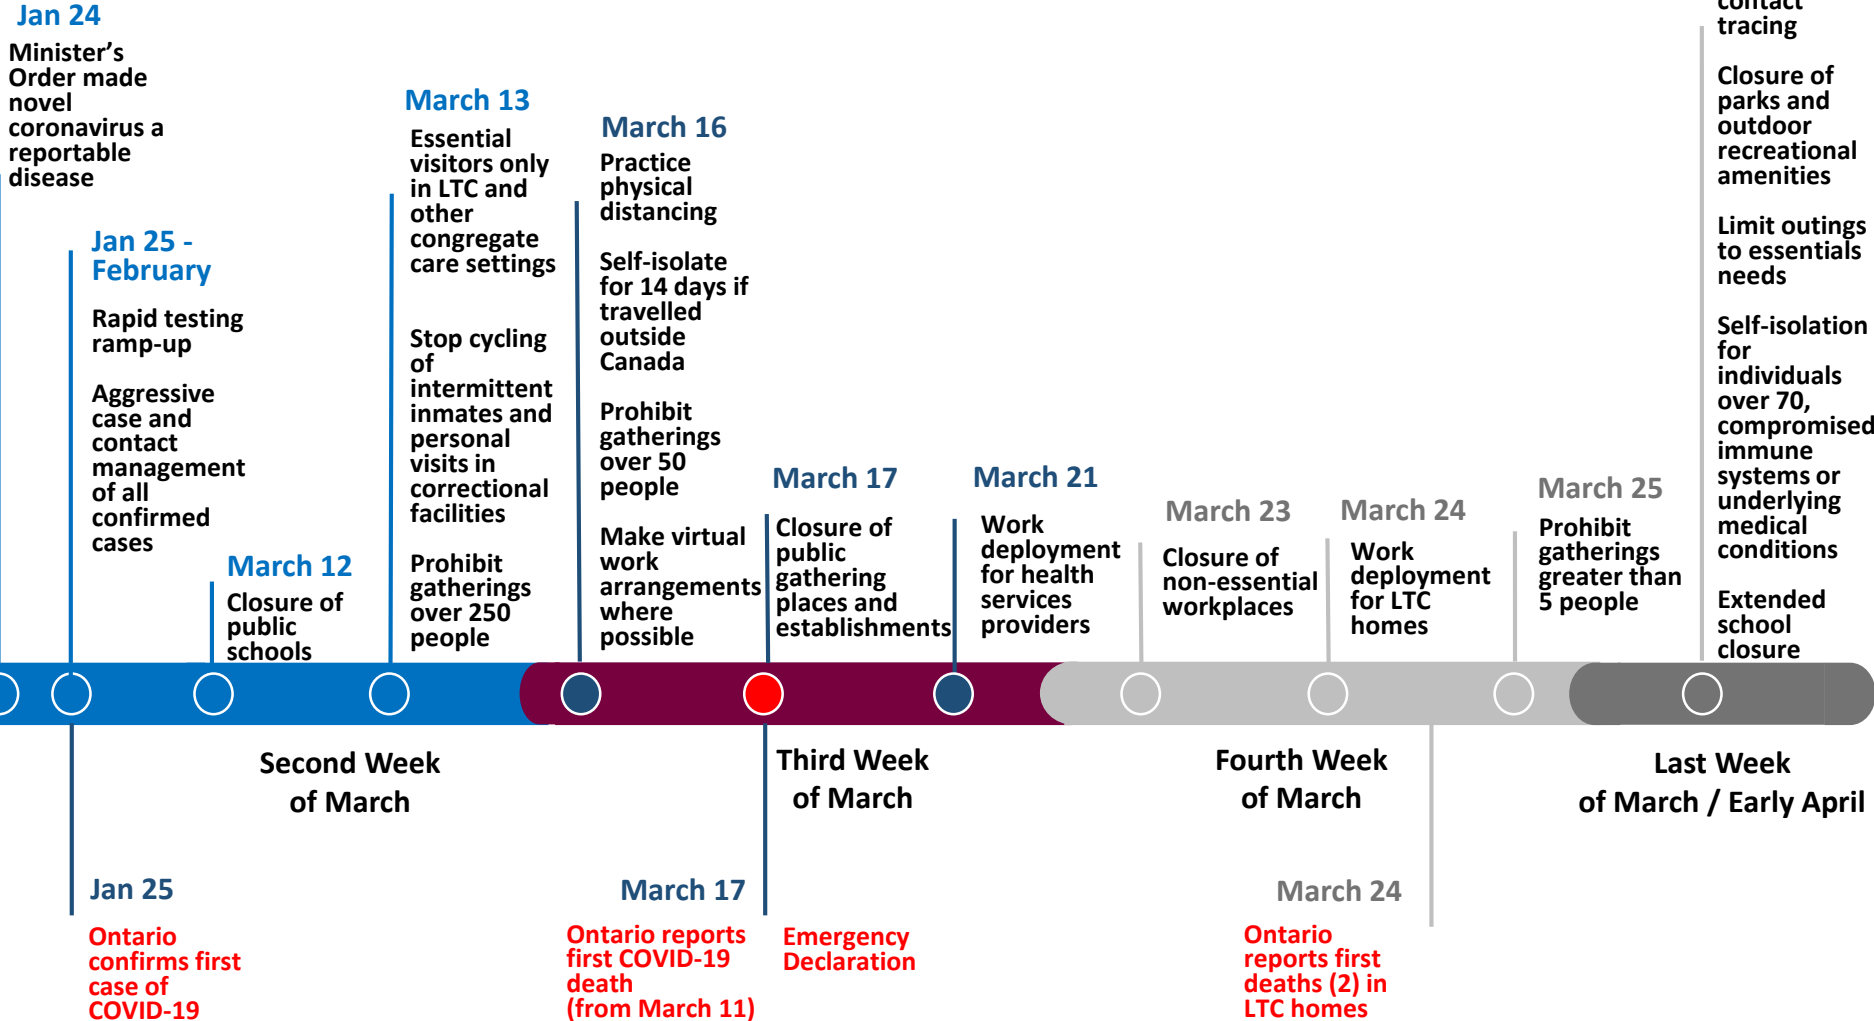 Jan 24
Minister's
Order made
novel
coronavirus a
reportable
disease
Jan 25 -
February
Rapid testing
ramp-up
Aggressive
case and
contact
management
of all
confirmed
cases
March 12
Closure of
public
schools
March 13
Essential
visitors only
in LTC and
other
congregate
care settings
Stop cycling
of
intermittent
inmates and
personal
visits in
correctional
facilities
Prohibit
gatherings
over 250
people
March 16
Practice
physical
distancing
Self-isolate
for 14 days if
travelled
outside
Canada
Prohibit
gatherings
over 50
people
Make virtual
work
arrangements
where
possible
March 17
Closure of
public
gathering
places and
establishments
March 21
Work
deployment
for health
services
providers
March 23
Closure of
non-essential
workplaces
March 24
Work
deployment
for LTC
homes
March 25
Prohibit
gatherings
greater than
5 people
contact
tracing
Closure of
parks and
outdoor
recreational
amenities
Limit outings
to essentials
needs
Self-isolation
for
individuals
over 70,
compromised
immune
systems or
underlying
medical
conditions
Extended
school
closure
Second Week
of March
Third Week
of March
Fourth Week
of March
Last Week
of March / Early April
Jan 25
Ontario
confirms first
case of
COVID-19
March 17
Ontario reports
first COVID-19
death
(from March 11)
Emergency
Declaration
March 24
Ontario
reports first
deaths (2) in
LTC homes